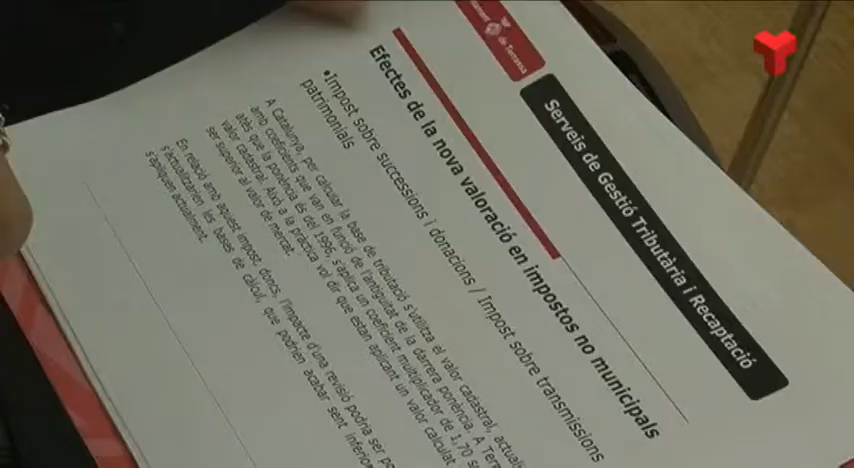 de Terrassa
Serveis de Gestió Tributària i Recaptació
Efectes de la nova valoració en impostos no municipals
•Impost sobre successions i donacions / Impost sobre transmissions
patrimonials
A Catalunya, per calcular la base de tributació s'utilitza el valor cadastral, actuali
amb coeficients que van en funció de l'antiguitat de la darrera ponència. A Terr
atès que la ponència és del 1996, s'aplica un coeficient multiplicador de 1,70 s
valor cadastral. Això a la pràctica vol dir que estan aplicant un valor calculat
ser superior al valor de mercat.
En relació amb aquest impost, doncs, l'impacte d'una revisió podria ser po
s'actualitzarien les bases de càlcul, que podrien acabar sent inferior
s'apliquen actualment.